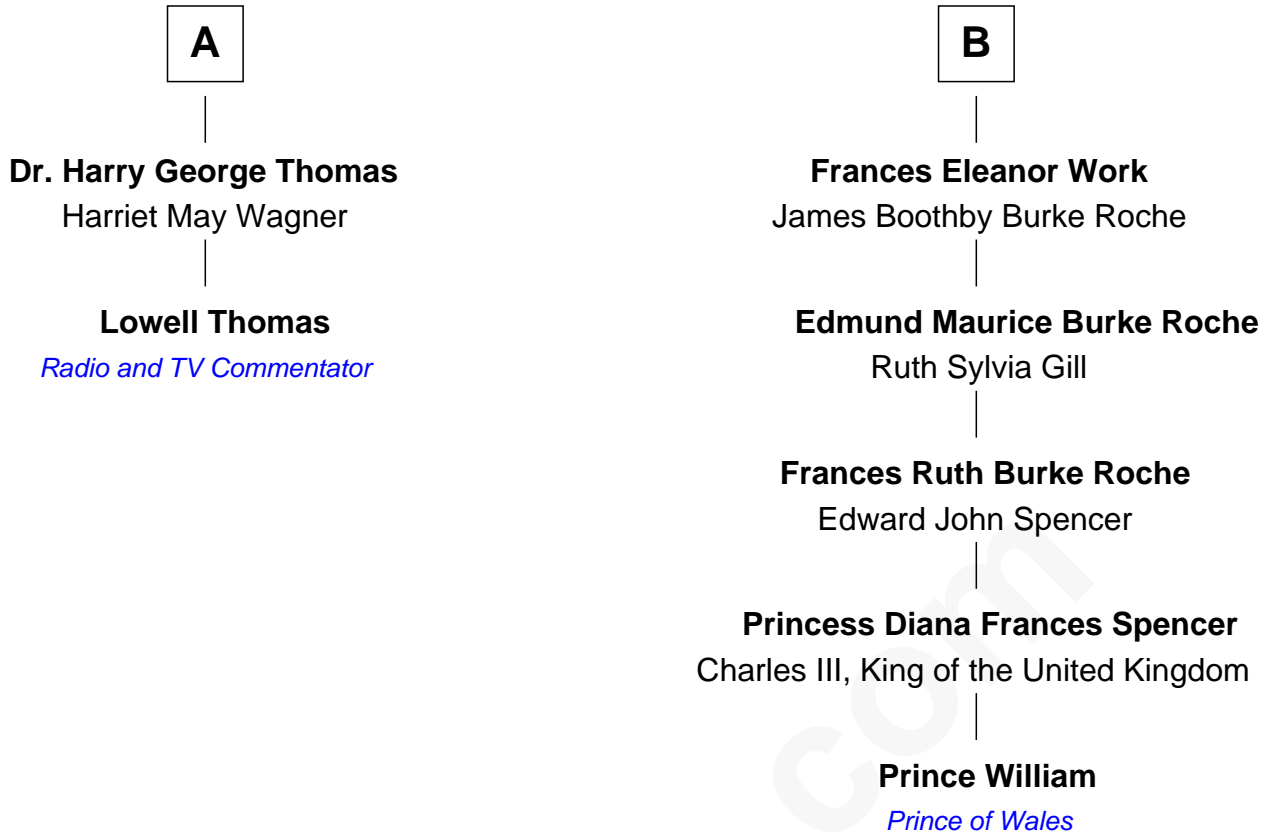 A
Dr. Harry George Thomas
Harriet May Wagner
Lowell Thomas
Radio and TV Commentator
B
Frances Eleanor Work
James Boothby Burke Roche
Edmund Maurice Burke Roche
Ruth Sylvia Gill
Frances Ruth Burke Roche
Edward John Spencer
Princess Diana Frances Spencer
Charles III, King of the United Kingdom
Prince William
Prince of Wales
com